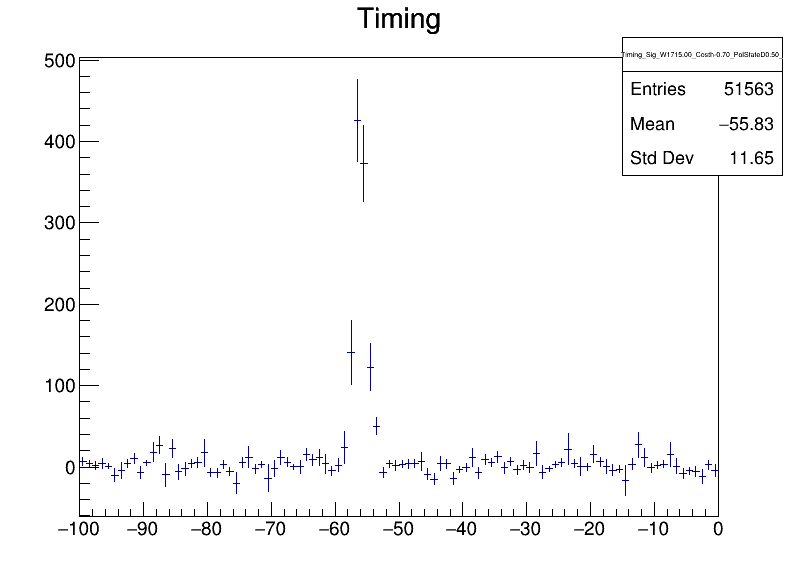 Timing
Timing_Sig_W1715.00_Costh-0.70_PolStateD0.50_
Entries 51563
Mean −55.83
Std Dev 11.65
500
400
300
200
100
0
−100 −90 −80 −70 −60 −50 −40 −30 −20 −10 0